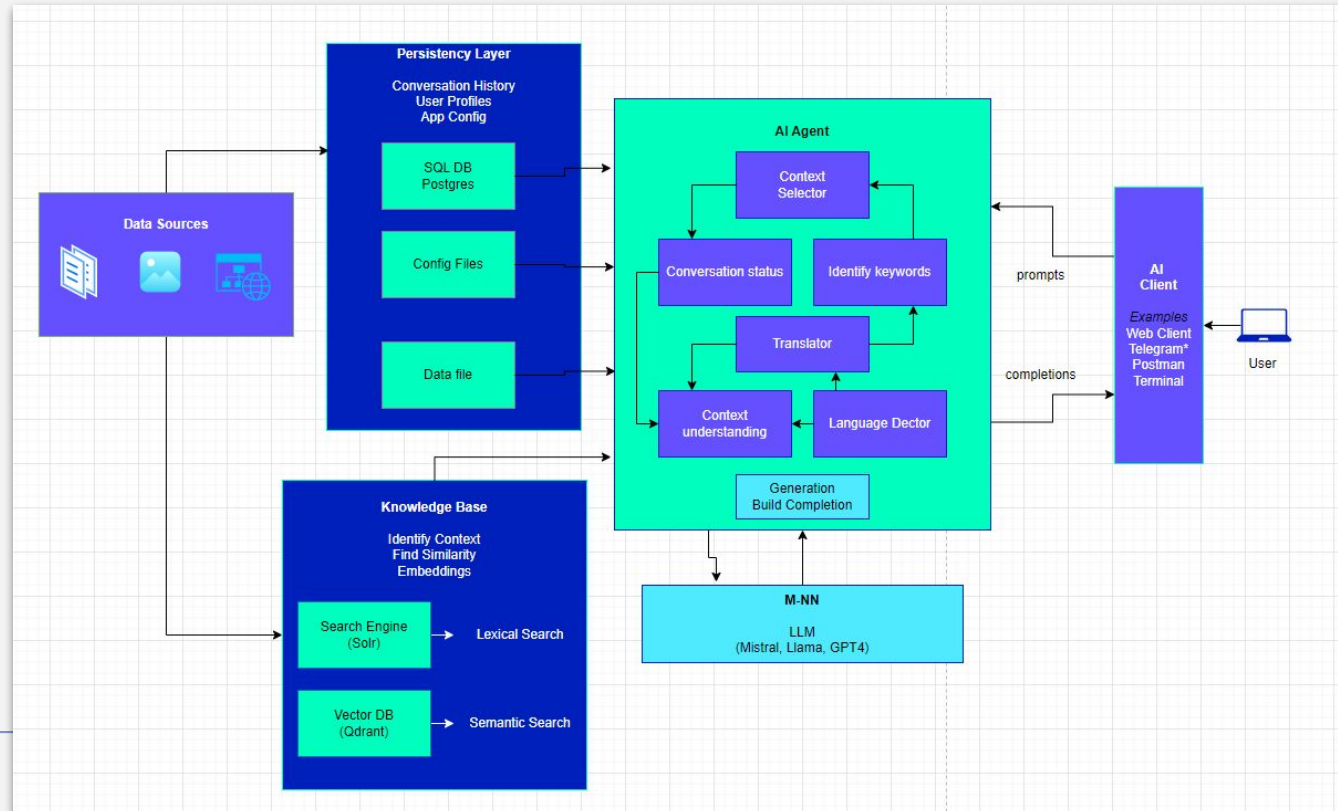 Persistency Layer
Conversation History
User Profiles
App Config
SQL DB
Postgres
Config Files
Data file
Data Sources
AI Agent
Context
Selector
Conversation status
Identify keywords
Translator
Context
understanding
Language Dector
Generation
Build Completion
prompts
completions
AI
Client
Examples
Web Client
Telegram*
Postman
Terminal
User
Knowledge Base
Identify Context
Find Similarity
Embeddings
Search Engine
(Solr)
Lexical Search
Vector DB
(Qdrant)
Semantic Search
M-NN
LLM
(Mistral, Llama, GPT4)